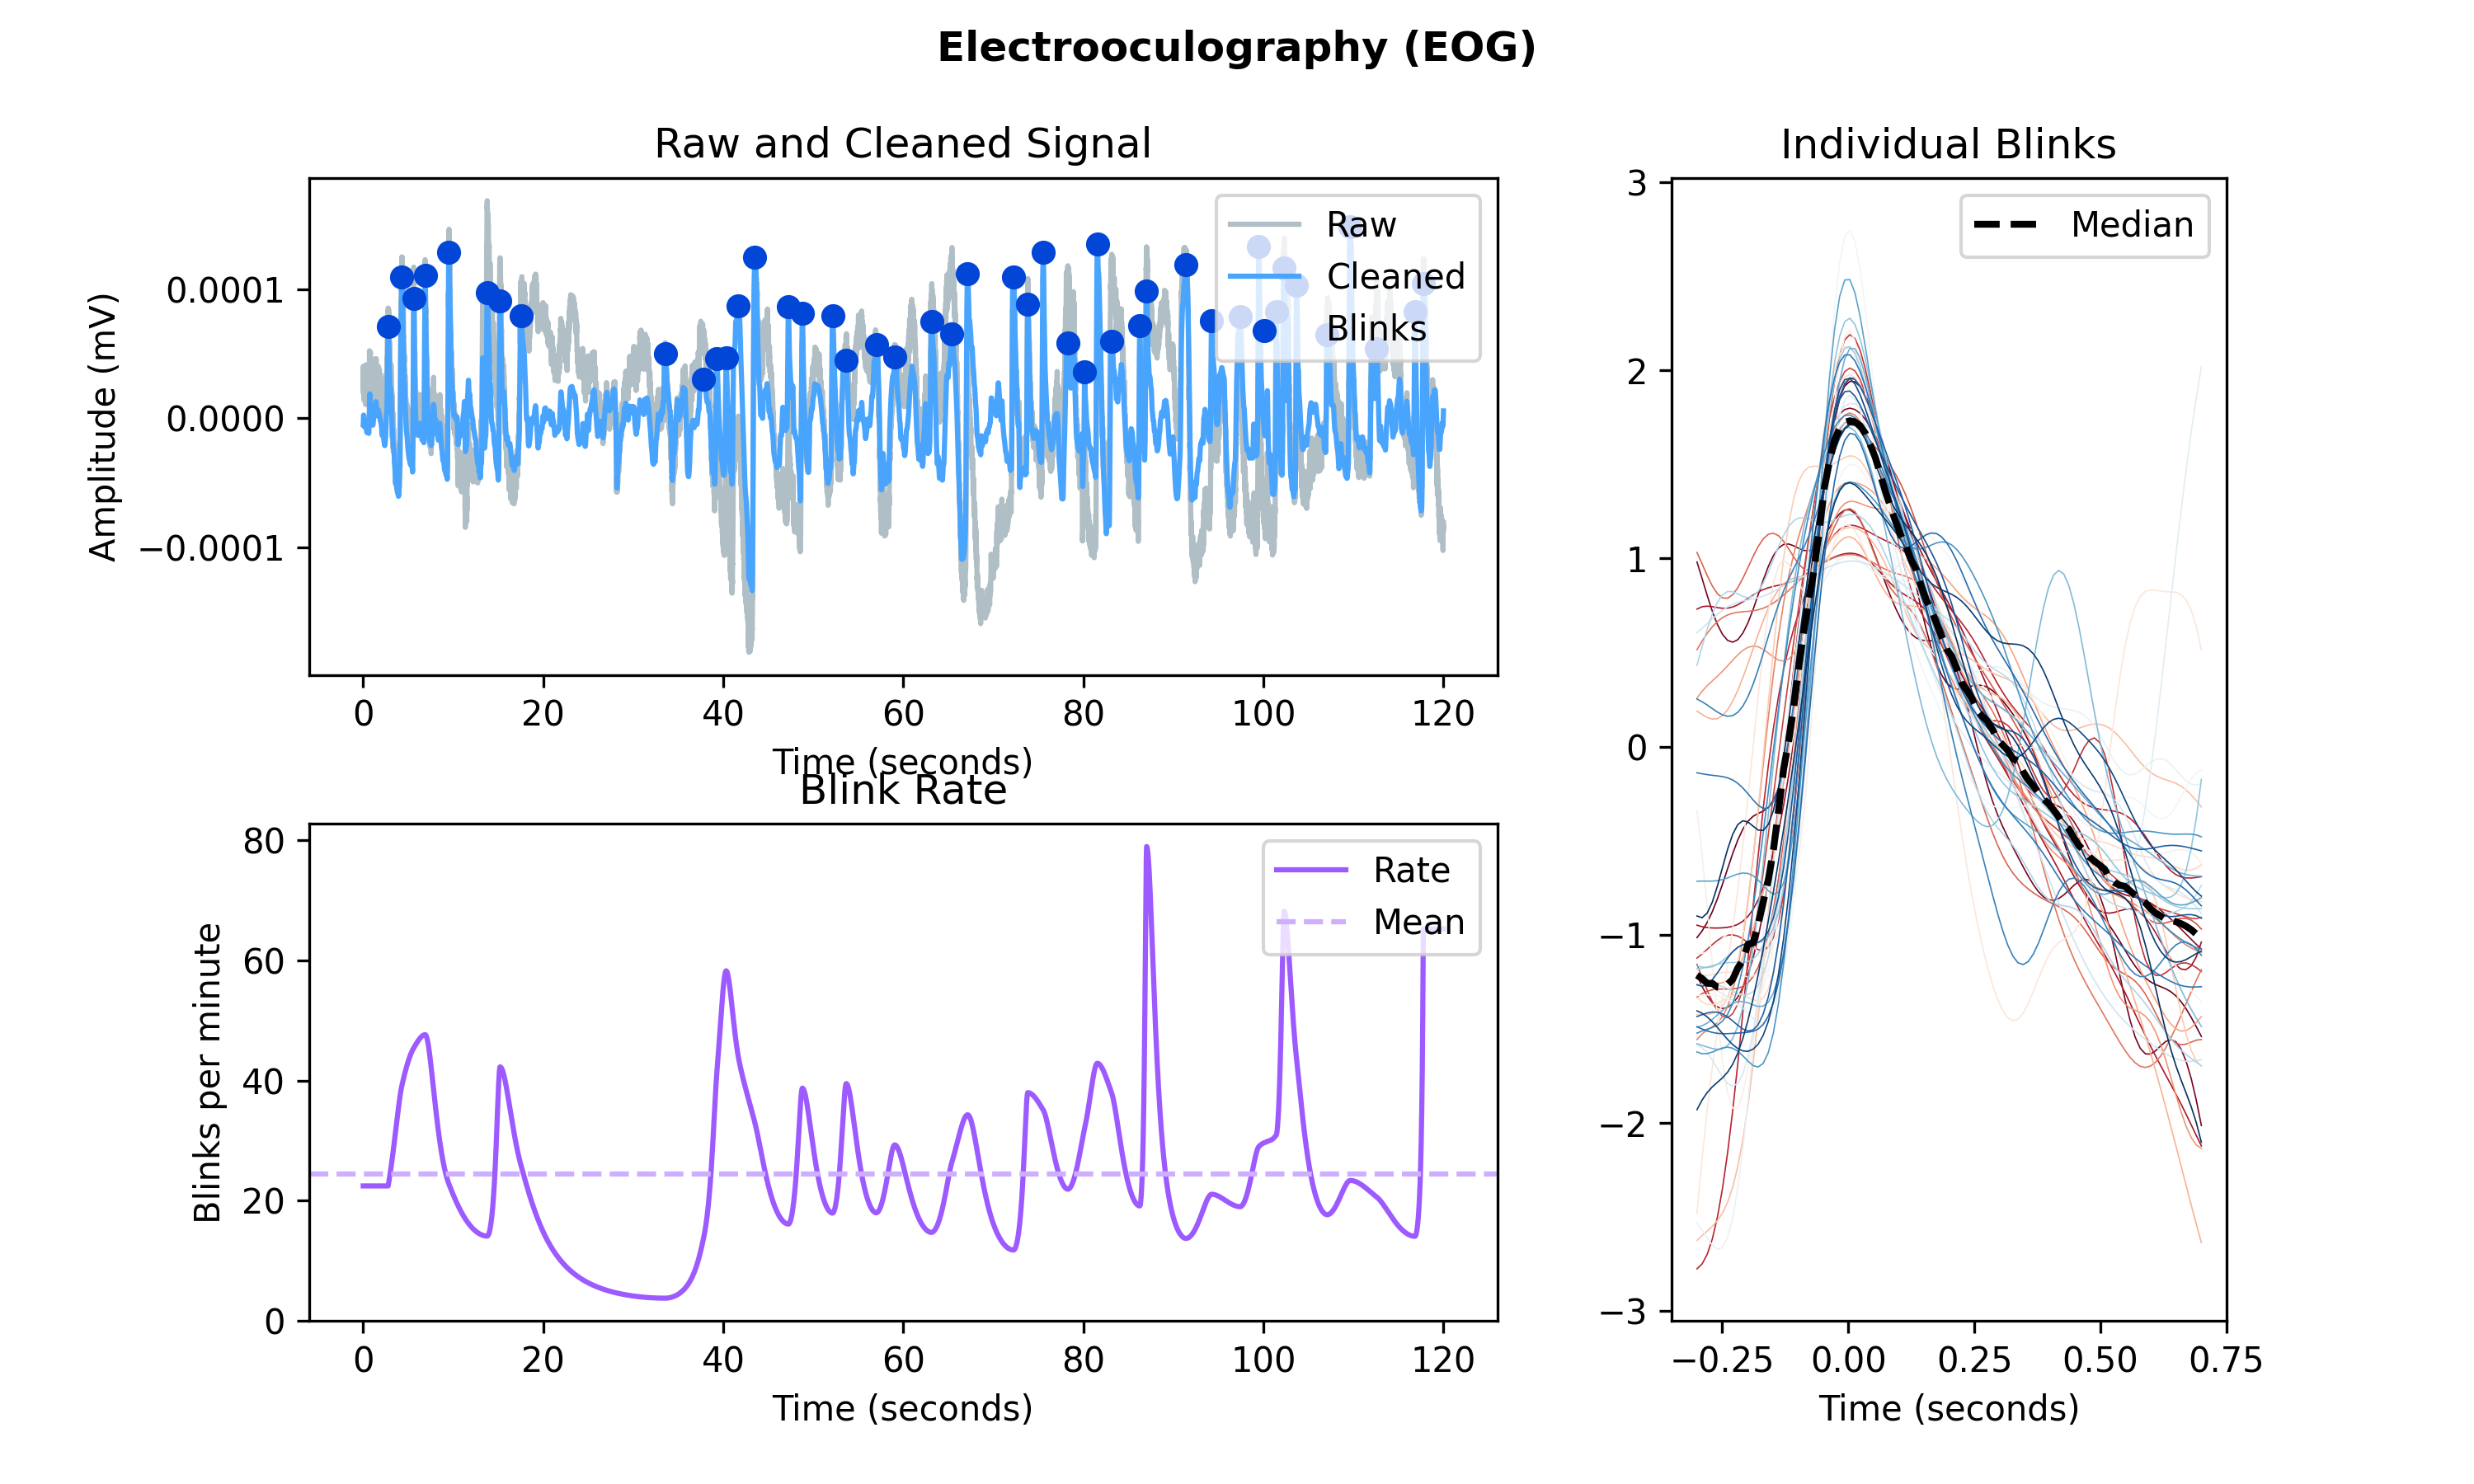 Electrooculography (EOG)
Raw and Cleaned Signal
Amplitude (mV)
0.0001
0.0000
−0.0001
Raw
Cleaned
Blinks
0 20 40 60 80 100 120
Time (seconds)
Blink Rate
Blinks per minute
80
60
40
20
0
Rate
Mean
0 20 40 60 80 100 120
Time (seconds)
Individual Blinks
3
2
1
0
−1
−2
−3
Median
−0.25 0.00 0.25 0.50 0.75
Time (seconds)